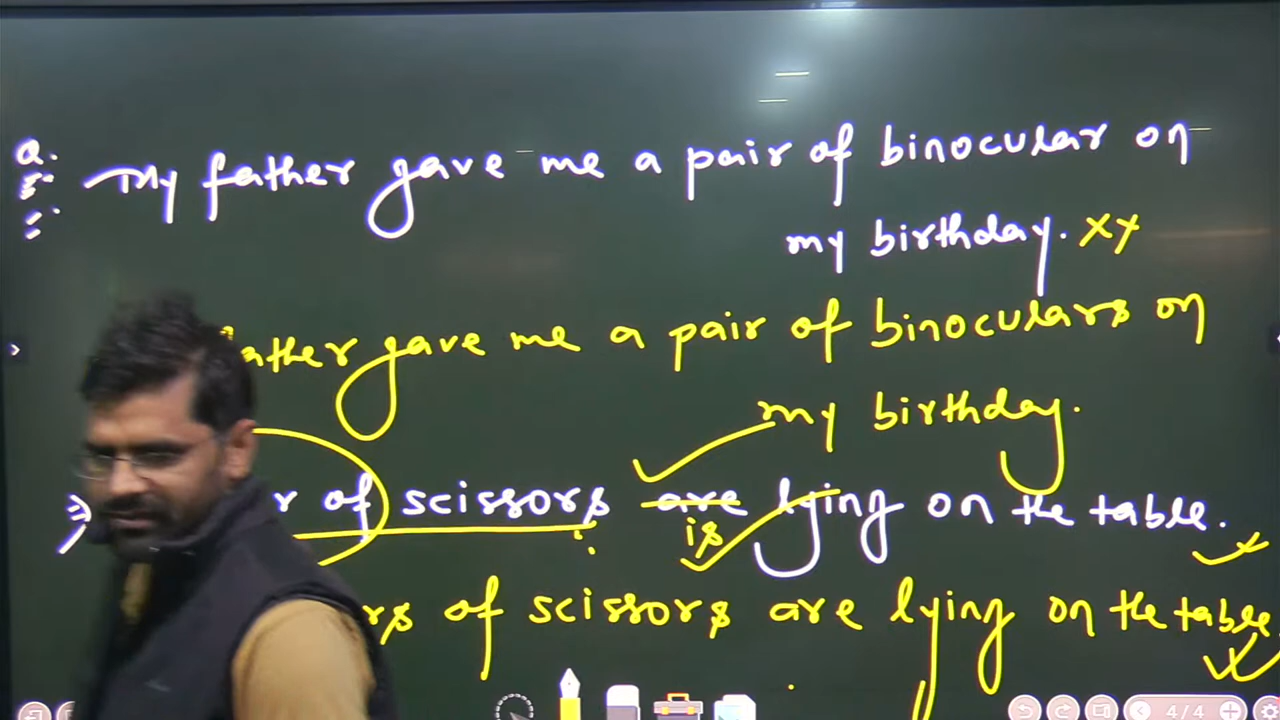 Q. My father gave me a pair of binocular on
my birthday. XX
father gave me a pair of binoculars on
my birthday.
r of scissors are lying on the table.
is
rs of scissors are lying on the table.
4/4